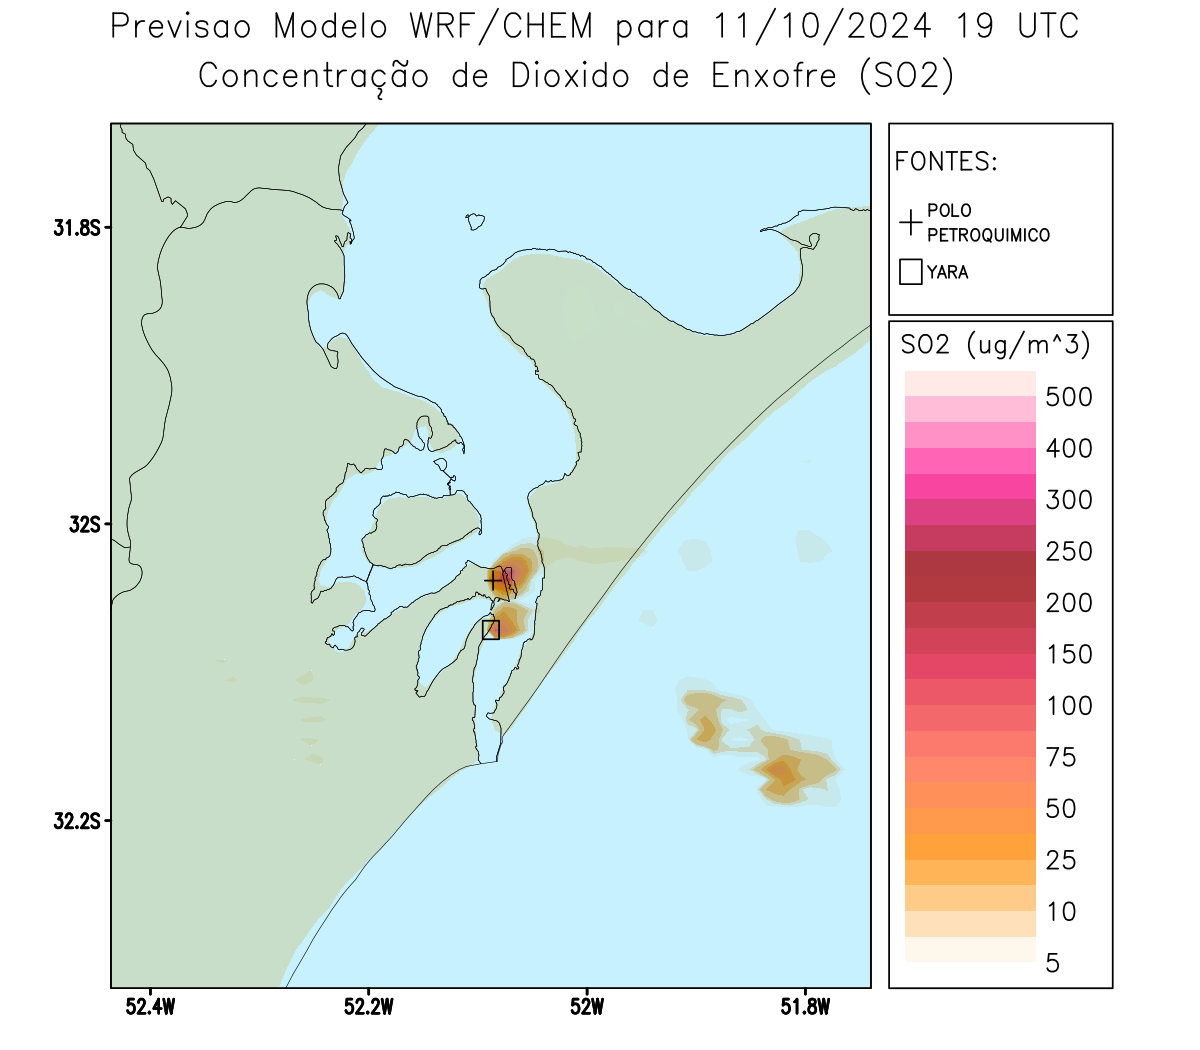 Previsao Modelo WRF/CHEM para 11/10/2024 19 UTC
Concentração de Dioxido de Enxofre (SO2)
FONTES:
POLO
PETROQUIMICO
YARA
31.8S
32S
32.2S
52.4W
52.2W
52W
51.8W
SO2 (ug/m^3)
500
400
300
250
200
150
100
75
50
25
10
5